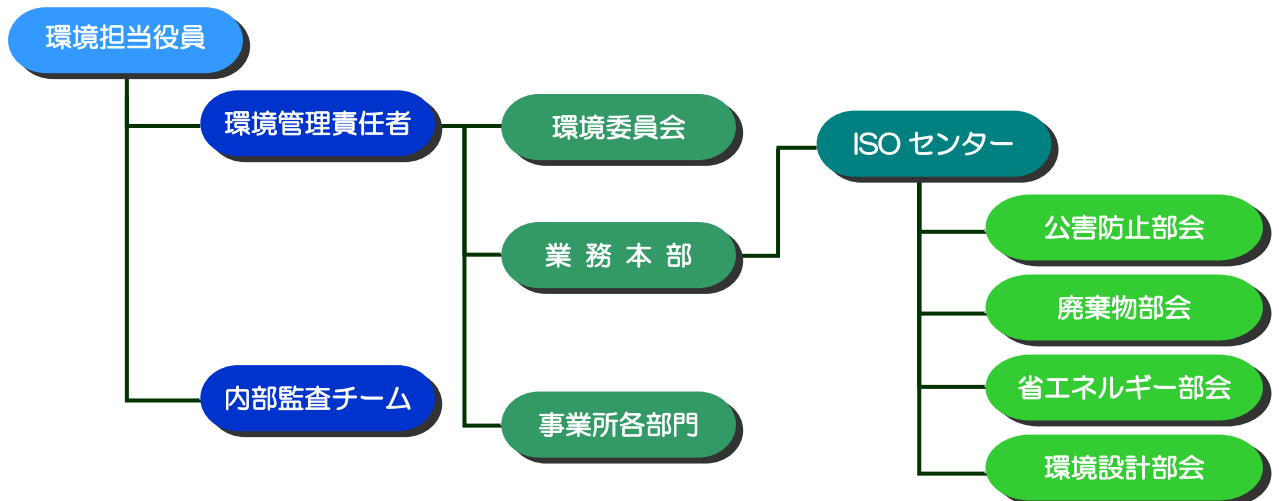 環境担当役員
環境管理責任者
環境委員会
ISO センター
業 務 本 部
公害防止部会
廃棄物部会
省エネルギー部会
内部監査チーム
事業所各部門
環境設計部会